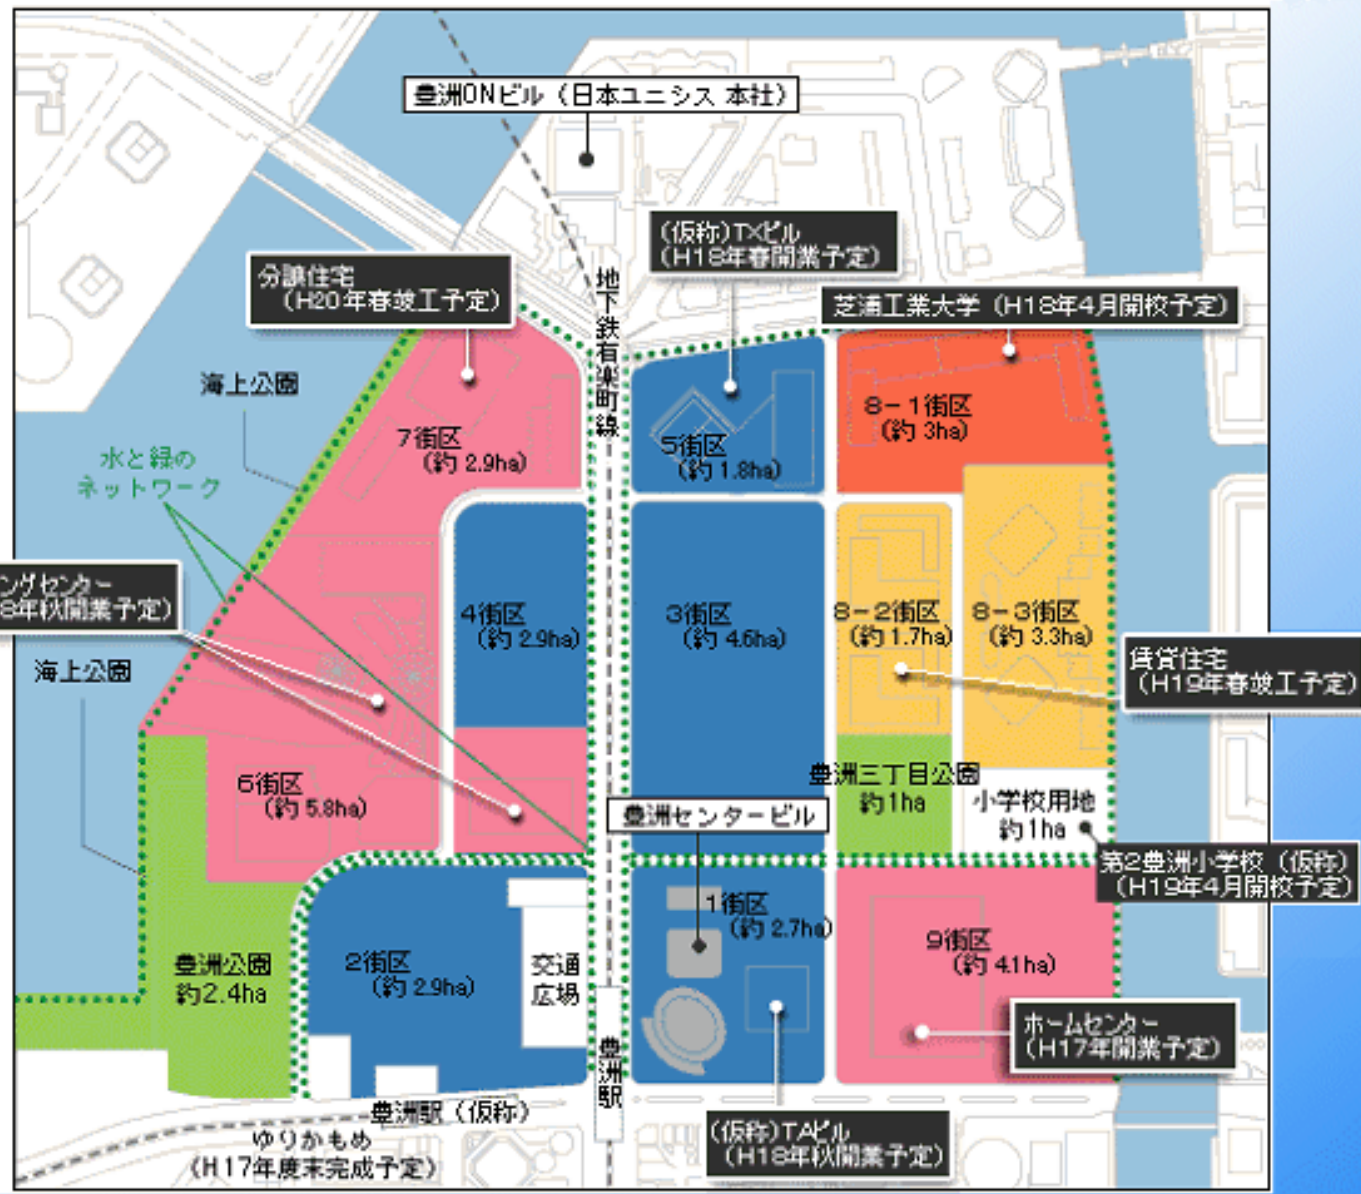 豊洲ONビル（日本ユニシス 本社）
(仮称)TXビル
(H18年春開業予定)
分譲住宅
(H20年春竣工予定)
芝浦工業大学（H18年4月開校予定）
地下鉄有楽町線
海上公園
水と緑の
ネットワーク
7街区
(約 2.9ha)
5街区
(約 1.8ha)
8-1街区
(約 3ha)
ングセンター
8年秋開業予定)
4街区
(約 2.9ha)
3街区
(約 4.6ha)
8-2街区
(約 1.7ha)
8-3街区
(約 3.3ha)
賃貸住宅
(H19年春竣工予定)
海上公園
6街区
(約 5.8ha)
豊洲三丁目公園
約1ha
小学校用地
約1ha
豊洲センタービル
第2豊洲小学校（仮称）
(H19年4月開校予定)
1街区
(約 2.7ha)
9街区
(約 4.1ha)
豊洲公園
約2.4ha
2街区
(約 2.9ha)
交通
広場
ホームセンター
(H17年開業予定)
豊洲駅
豊洲駅（仮称）
ゆりかもめ
(H17年度末完成予定)
(仮称)TAビル
(H18年秋開業予定)